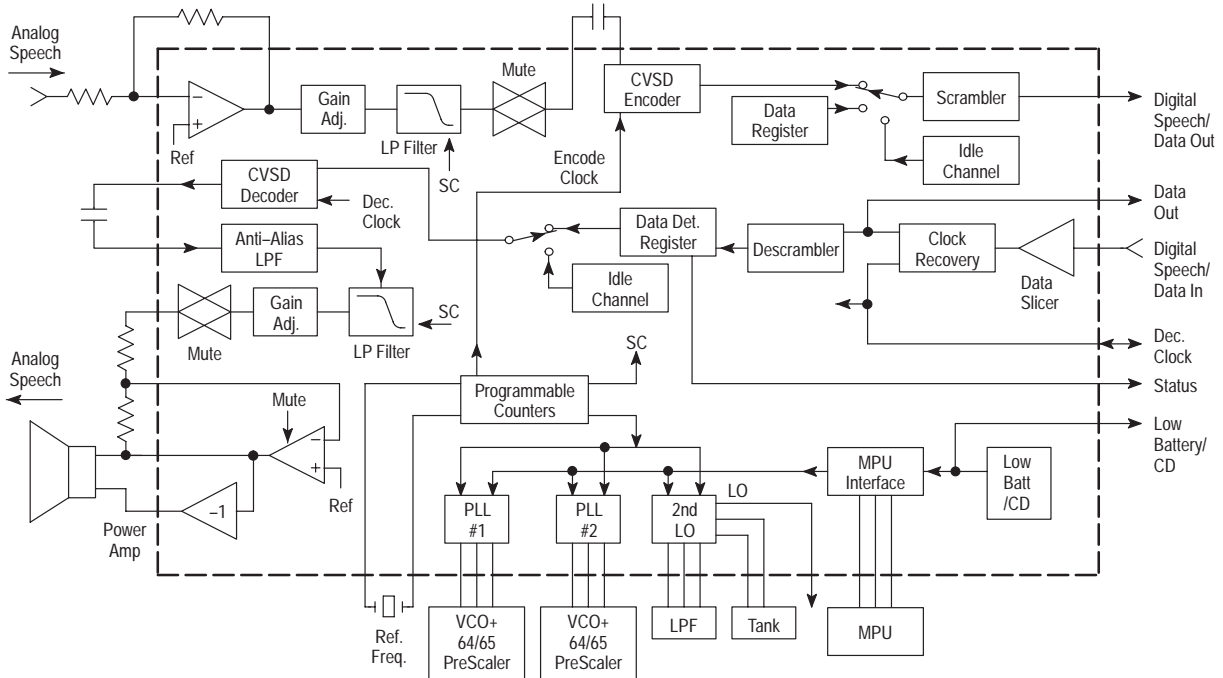 Analog
Speech
−
+
Ref
Gain
Adj.
LP Filter
SC
Mute
CVSD
Encoder
Encode
Clock
Data
Register
Scrambler
Idle
Channel
Digital
Speech/
Data Out
CVSD
Decoder
Dec.
Clock
Anti–Alias
LPF
Data Det.
Register
Descrambler
Clock
Recovery
Data
Slicer
Data
Out
Digital
Speech/
Data In
Idle
Channel
Mute
Gain
Adj.
LP Filter
SC
SC
Dec.
Clock
Status
Analog
Speech
Mute
−
+
Ref
–1
Power
Amp
Programmable
Counters
Low
Battery/
CD
MPU
Interface
Low
Batt
/CD
PLL
#1
PLL
#2
2nd
LO
LO
Ref.
Freq.
VCO+
64/65
PreScaler
VCO+
64/65
PreScaler
LPF
Tank
MPU